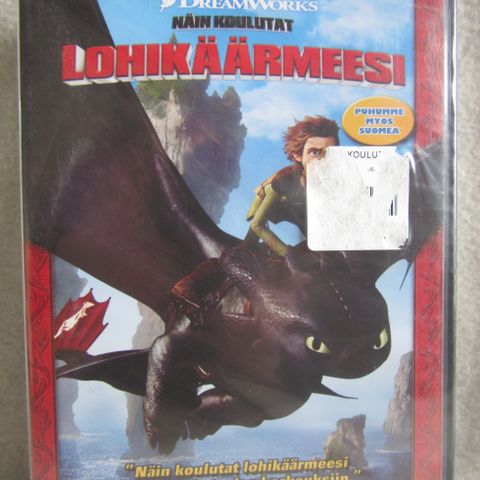 DREAMWORKS
NÄIN KOULUTAT
LOHIKÄÄRMEESI
PUHUMME
MYÖS
SUOMEA
KOULUT
"Näin koulutat lohikäärmeesi